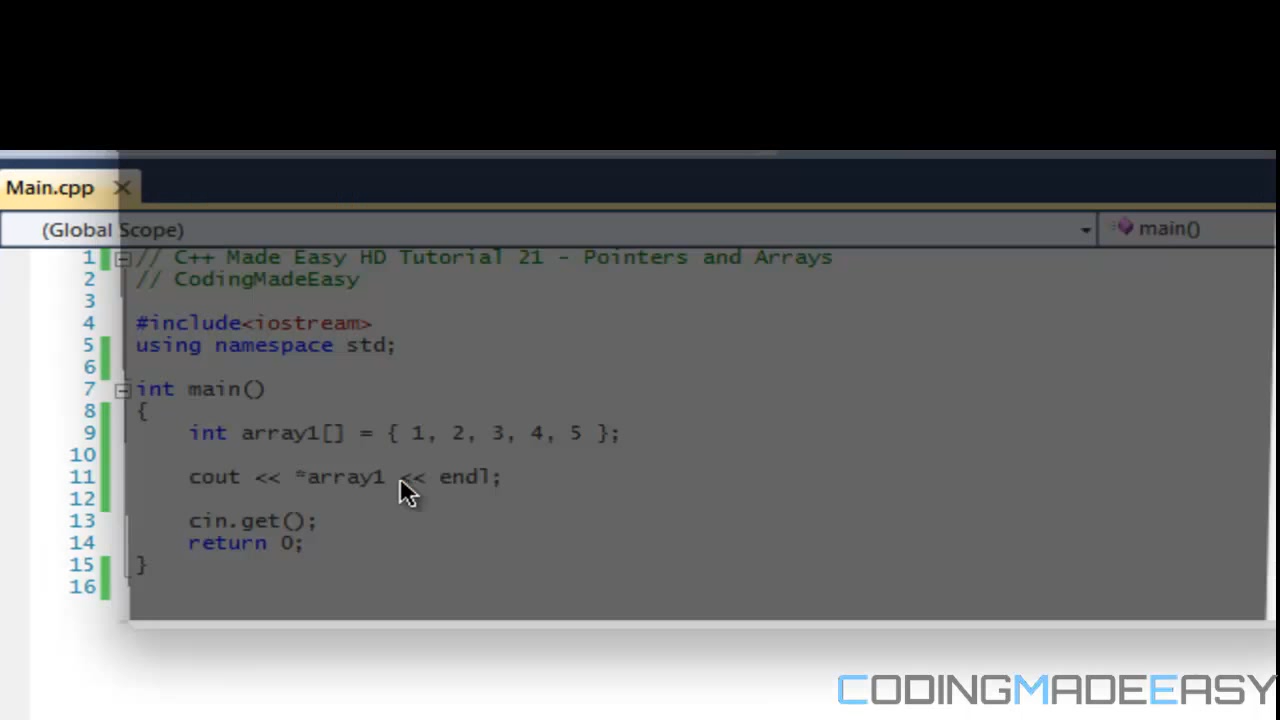 Main.cpp
(Global Scope) main()
1 // C++ Made Easy HD Tutorial 21 - Pointers and Arrays
2 // CodingMadeEasy
3
4 #include<iostream>
5 using namespace std;
6
7 int main()
8 {
9 int array1[] = { 1, 2, 3, 4, 5 };
10
11 cout << *array1 << endl;
12
13 cin.get();
14 return 0;
15 }
16
CODINGMADEEASY